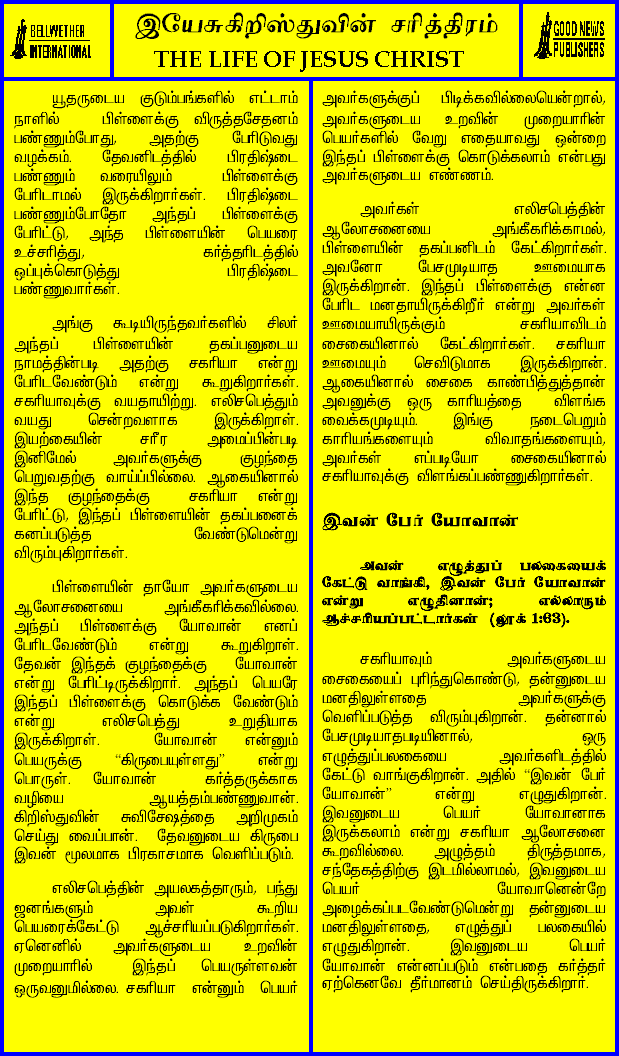 BELLWETHER
INTERNATIONAL
இயேசுகிறிஸ்துவின் சரித்திரம்
THE LIFE OF JESUS CHRIST
GOOD NEWS
PUBLISHERS
யூதருடைய குடும்பங்களில் எட்டாம்
நாளில் பிள்ளைக்கு விருத்தசேதனம்
பண்ணும்போது, அதற்கு பேரிடுவது
வழக்கம். தேவனிடத்தில் பிரதிஷ்டை
பண்ணும் வரையிலும் பிள்ளைக்கு
பேரிடாமல் இருக்கிறார்கள். பிரதிஷ்டை
பண்ணும்போதோ அந்தப் பிள்ளைக்கு
பேரிட்டு, அந்த பிள்ளையின் பெயரை
உச்சரித்து, கர்த்தரிடத்தில்
ஒப்புக்கொடுத்து பிரதிஷ்டை
பண்ணுவார்கள்.
அங்கு கூடியிருந்தவர்களில் சிலர்
அந்தப் பிள்ளையின் தகப்பனுடைய
நாமத்தின்படி அதற்கு சகரியா என்று
பேரிடவேண்டும் என்று கூறுகிறார்கள்.
சகரியாவுக்கு வயதாயிற்று. எலிசபெத்தும்
வயது சென்றவளாக இருக்கிறாள்.
இயற்கையின் சரீர அமைப்பின்படி
இனிமேல் அவர்களுக்கு குழந்தை
பெறுவதற்கு வாய்ப்பில்லை. ஆகையினால்
இந்த குழந்தைக்கு சகரியா என்று
பேரிட்டு, இந்தப் பிள்ளையின் தகப்பனைக்
கனப்படுத்த வேண்டுமென்று
விரும்புகிறார்கள்.
பிள்ளையின் தாயோ அவர்களுடைய
ஆலோசனையை அங்கீகரிக்கவில்லை.
அந்தப் பிள்ளைக்கு யோவான் எனப்
பேரிடவேண்டும் என்று கூறுகிறாள்.
தேவன் இந்தக் குழந்தைக்கு யோவான்
என்று பேரிட்டிருக்கிறார். அந்தப் பெயரே
இந்தப் பிள்ளைக்கு கொடுக்க வேண்டும்
என்று எலிசபெத்து உறுதியாக
இருக்கிறாள். யோவான் என்னும்
பெயருக்கு “கிருபையுள்ளது” என்று
பொருள். யோவான் கர்த்தருக்காக
வழியை ஆயத்தம்பண்ணுவான்.
கிறிஸ்துவின் சுவிசேஷத்தை அறிமுகம்
செய்து வைப்பான். தேவனுடைய கிருபை
இவன் மூலமாக பிரகாசமாக வெளிப்படும்.
எலிசபெத்தின் அயலகத்தாரும், பந்து
ஜனங்களும் அவள் கூறிய
பெயரைக்கேட்டு ஆச்சரியப்படுகிறார்கள்.
ஏனெனில் அவர்களுடைய உறவின்
முறையாரில் இந்தப் பெயருள்ளவன்
ஒருவனுமில்லை. சகரியா என்னும் பெயர்
அவர்களுக்குப் பிடிக்கவில்லையென்றால்,
அவர்களுடைய உறவின் முறையாரின்
பெயர்களில் வேறு எதையாவது ஒன்றை
இந்தப் பிள்ளைக்கு கொடுக்கலாம் என்பது
அவர்களுடைய எண்ணம்.
அவர்கள் எலிசபெத்தின்
ஆலோசனையை அங்கீகரிக்காமல்,
பிள்ளையின் தகப்பனிடம் கேட்கிறார்கள்.
அவனோ பேசமுடியாத ஊமையாக
இருக்கிறான். இந்தப் பிள்ளைக்கு என்ன
பேரிட மனதாயிருக்கிறீர் என்று அவர்கள்
ஊமையாயிருக்கும் சகரியாவிடம்
சைகையினால் கேட்கிறார்கள். சகரியா
ஊமையும் செவிடுமாக இருக்கிறான்.
ஆகையினால் சைகை காண்பித்துத்தான்
அவனுக்கு ஒரு காரியத்தை விளங்க
வைக்கமுடியும். இங்கு நடைபெறும்
காரியங்களையும் விவாதங்களையும்,
அவர்கள் எப்படியோ சைகையினால்
சகரியாவுக்கு விளங்கப்பண்ணுகிறார்கள்.
இவன் பேர் யோவான்
அவன் எழுத்துப் பலகையைக்
கேட்டு வாங்கி, இவன் பேர் யோவான்
என்று எழுதினான்; எல்லாரும்
ஆச்சரியப்பட்டார்கள் (லூக் 1:63).
சகரியாவும் அவர்களுடைய
சைகையைப் புரிந்துகொண்டு, தன்னுடைய
மனதிலுள்ளதை அவர்களுக்கு
வெளிப்படுத்த விரும்புகிறான். தன்னால்
பேசமுடியாதபடியினால், ஒரு
எழுத்துப்பலகையை அவர்களிடத்தில்
கேட்டு வாங்குகிறான். அதில் “இவன் பேர்
யோவான்” என்று எழுதுகிறான்.
இவனுடைய பெயர் யோவானாக
இருக்கலாம் என்று சகரியா ஆலோசனை
கூறவில்லை. அழுத்தம் திருத்தமாக,
சந்தேகத்திற்கு இடமில்லாமல், இவனுடைய
பெயர் யோவானென்றே
அழைக்கப்படவேண்டுமென்று தன்னுடைய
மனதிலுள்ளதை, எழுத்துப் பலகையில்
எழுதுகிறான். இவனுடைய பெயர்
யோவான் என்னப்படும் என்பதை கர்த்தர்
ஏற்கெனவே தீர்மானம் செய்திருக்கிறார்.